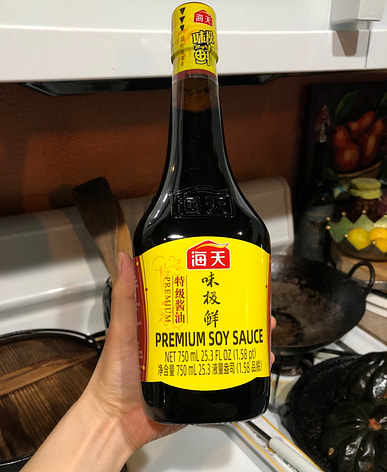 海天
味极鲜
海天
海天
特级酱油
PREMIUM
味极鲜
PREMIUM SOY SAUCE
NET 750 mL 25.3 FL OZ (1.58 pt)
净含量 750 mL 25.3 液量盎司 (1.58 品脱)